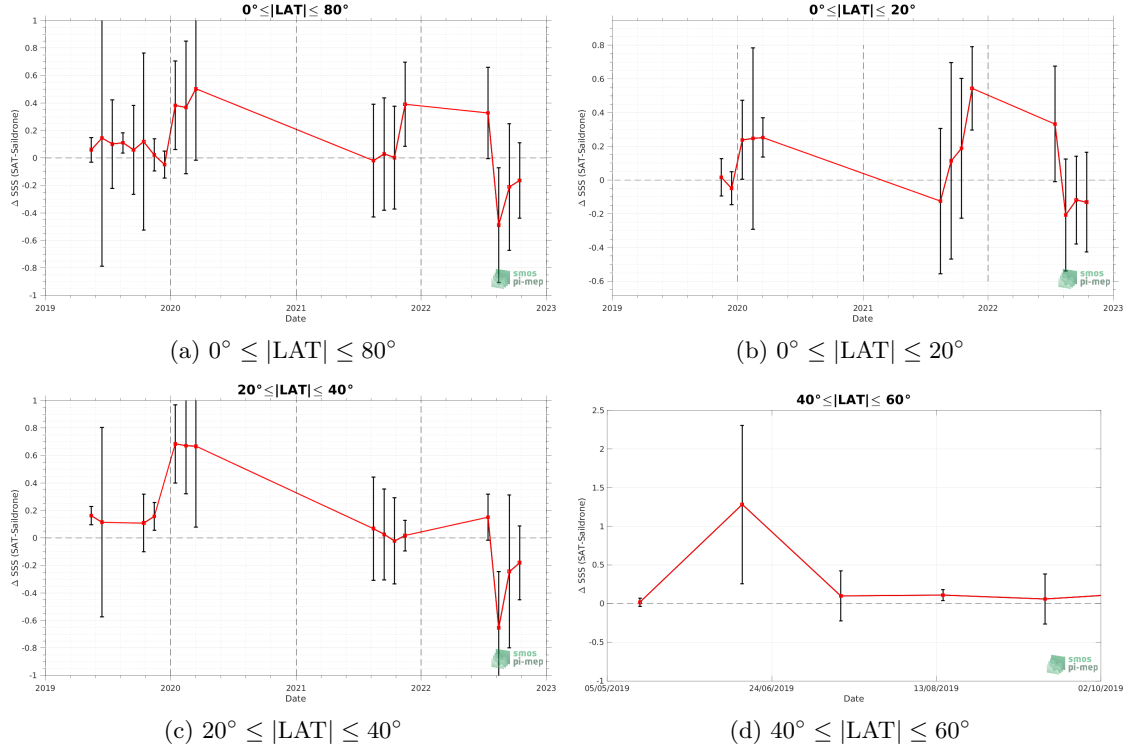 0°≤|LAT|≤ 80°
1
0.8
0.6
0.4
0.2
0
-0.2
-0.4
-0.6
-0.8
-1
Δ SSS (SAT-Saildrone)
2019
2020
2021
2022
2023
Date
smos
pi-mep
(a) 0° ≤ |LAT| ≤ 80°
0°≤|LAT|≤ 20°
0.8
0.6
0.4
0.2
0
-0.2
-0.4
-0.6
Δ SSS (SAT-Saildrone)
2019
2020
2021
2022
2023
Date
smos
pi-mep
(b) 0° ≤ |LAT| ≤ 20°
20°≤|LAT|≤ 40°
1
0.8
0.6
0.4
0.2
0
-0.2
-0.4
-0.6
-0.8
-1
Δ SSS (SAT-Saildrone)
2019
2020
2021
2022
2023
Date
smos
pi-mep
(c) 20° ≤ |LAT| ≤ 40°
40°≤|LAT|≤ 60°
2.5
2
1.5
1
0.5
0
-0.5
-1
Δ SSS (SAT-Saildrone)
05/05/2019
24/06/2019
13/08/2019
02/10/2019
Date
smos
pi-mep
(d) 40° ≤ |LAT| ≤ 60°